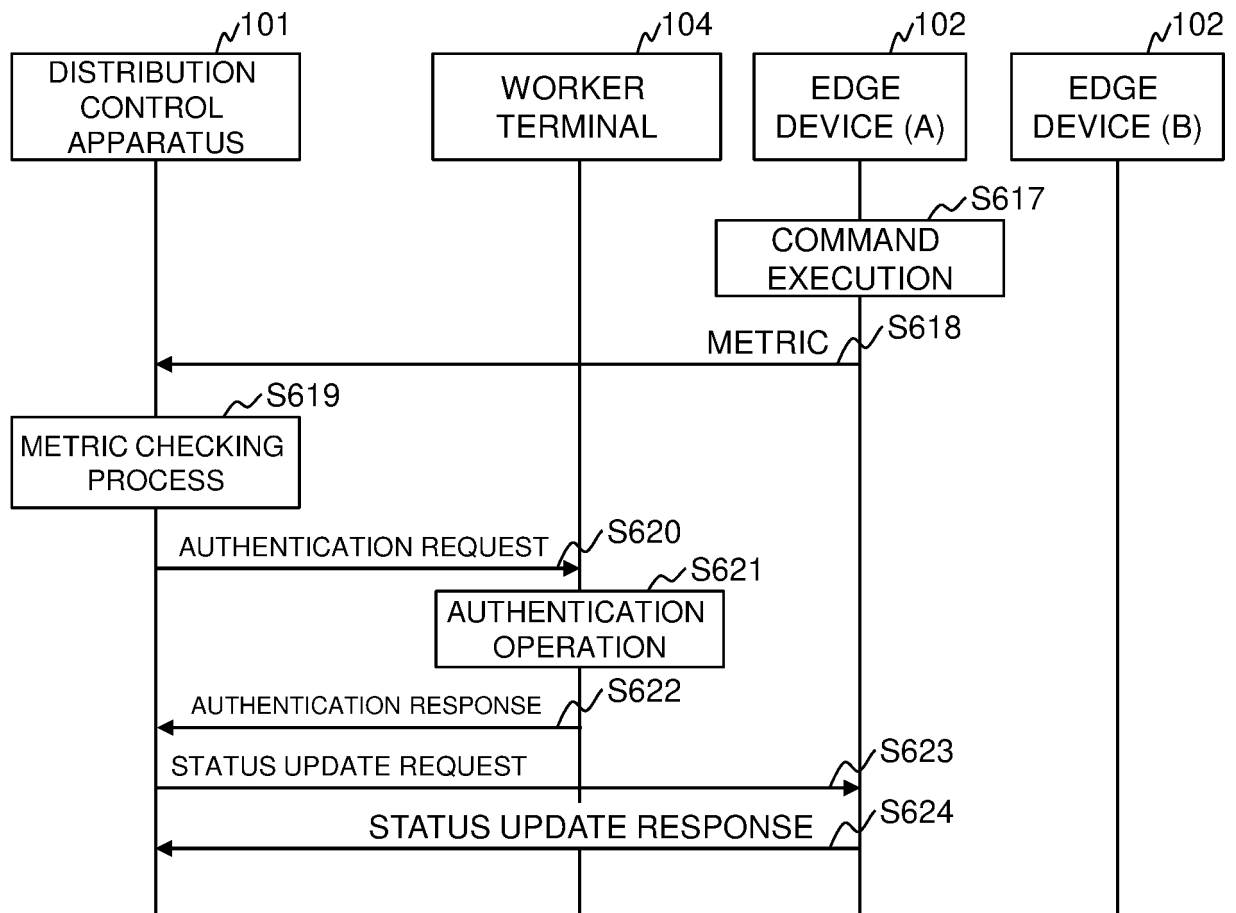 101
104
102
102
DISTRIBUTION
CONTROL
APPARATUS
WORKER
TERMINAL
EDGE
DEVICE (A)
EDGE
DEVICE (B)
S617
COMMAND
EXECUTION
S618
METRIC
S619
METRIC CHECKING
PROCESS
S620
AUTHENTICATION REQUEST
S621
AUTHENTICATION
OPERATION
S622
AUTHENTICATION RESPONSE
S623
STATUS UPDATE REQUEST
S624
STATUS UPDATE RESPONSE